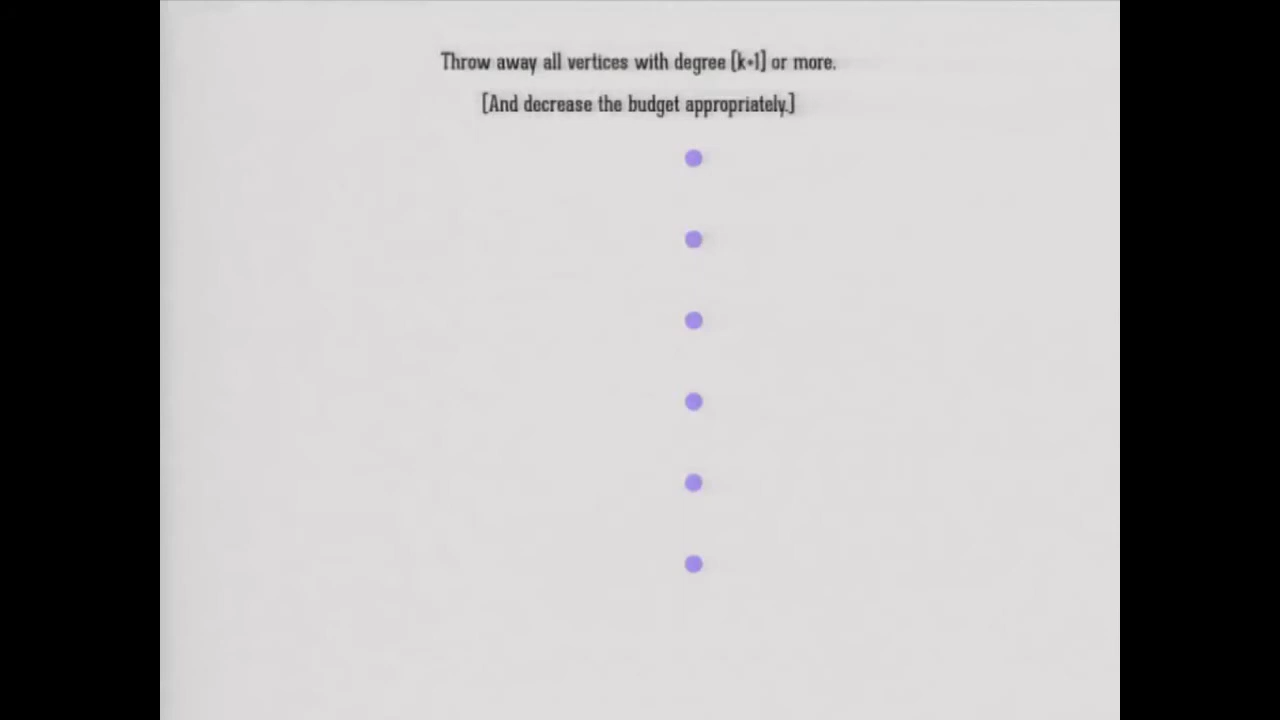 Throw away all vertices with degree [k+1] or more.
[And decrease the budget appropriately.]